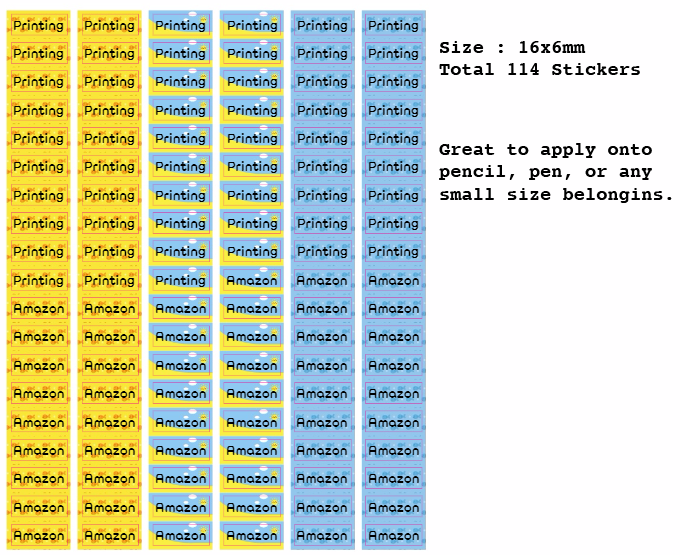 Printing Printing Printing Printing Printing Printing
Printing Printing Printing Printing Printing Printing
Printing Printing Printing Printing Printing Printing
Printing Printing Printing Printing Printing Printing
Printing Printing Printing Printing Printing Printing
Printing Printing Printing Printing Printing Printing
Printing Printing Printing Printing Printing Printing
Printing Printing Printing Printing Printing Printing
Printing Printing Printing Printing Printing Printing
Printing Printing Printing Amazon Amazon Amazon
Amazon Amazon Amazon Amazon Amazon Amazon
Amazon Amazon Amazon Amazon Amazon Amazon
Amazon Amazon Amazon Amazon Amazon Amazon
Amazon Amazon Amazon Amazon Amazon Amazon
Amazon Amazon Amazon Amazon Amazon Amazon
Amazon Amazon Amazon Amazon Amazon Amazon
Amazon Amazon Amazon Amazon Amazon Amazon
Amazon Amazon Amazon Amazon Amazon Amazon
Amazon Amazon Amazon Amazon Amazon Amazon
Size : 16x6mm
Total 114 Stickers
Great to apply onto
pencil, pen, or any
small size belongins.